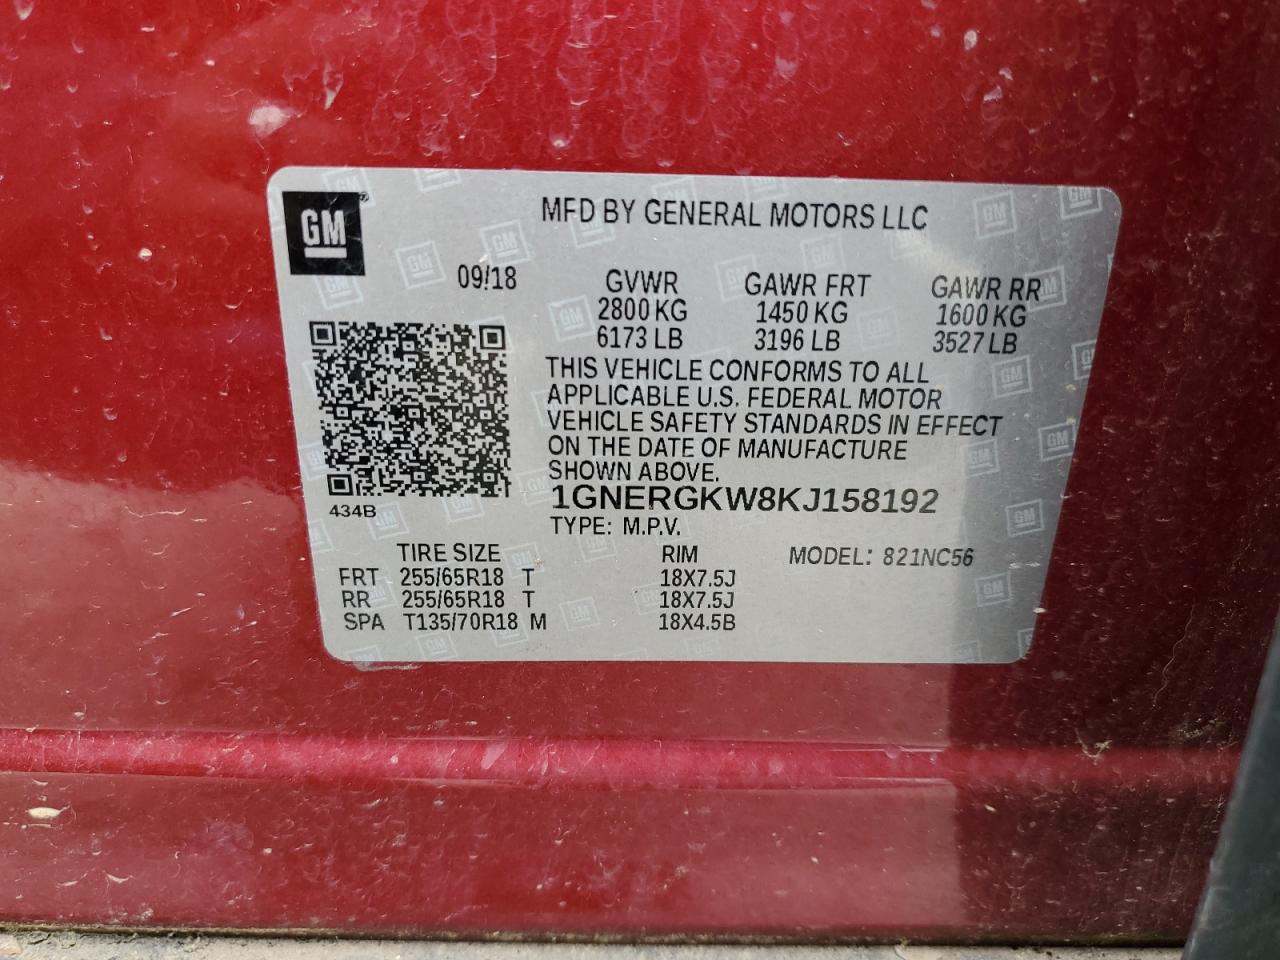 GM
MFD BY GENERAL MOTORS LLC
09/18 GVWR GAWR FRT GAWR RR
2800 KG 1450 KG 1600 KG
6173 LB 3196 LB 3527 LB
THIS VEHICLE CONFORMS TO ALL
APPLICABLE U.S. FEDERAL MOTOR
VEHICLE SAFETY STANDARDS IN EFFECT
ON THE DATE OF MANUFACTURE
SHOWN ABOVE.
1GNERGKW8KJ158192
434B
TYPE: M.P.V.
TIRE SIZE RIM MODEL: 821NC56
FRT 255/65R18 T 18X7.5J
RR 255/65R18 T 18X7.5J
SPA T135/70R18 M 18X4.5B